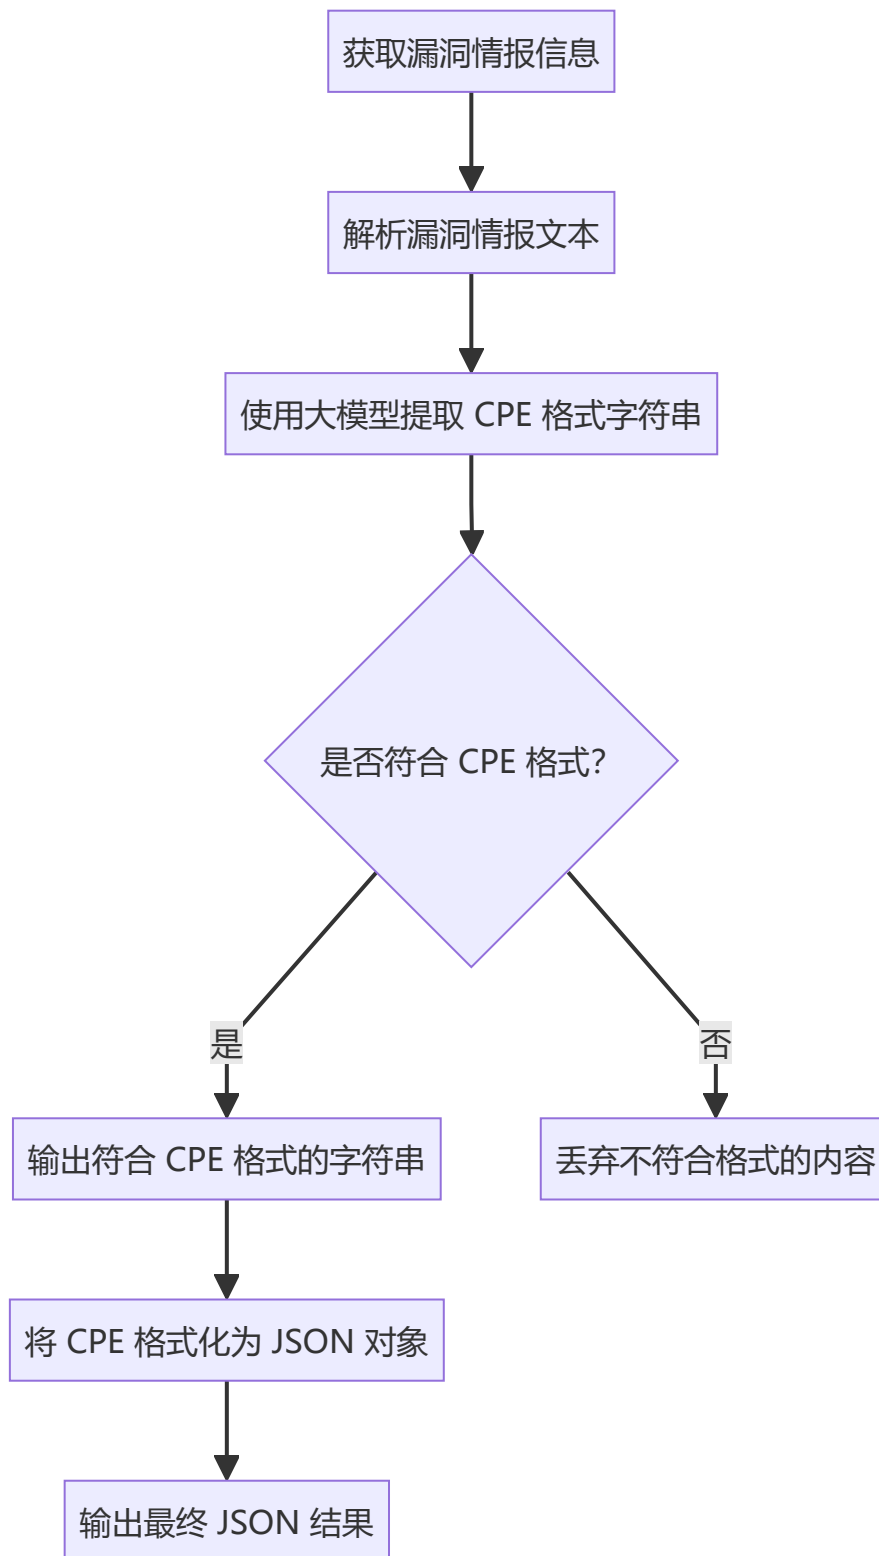 获取漏洞情报信息
解析漏洞情报文本
使用大模型提取 CPE 格式字符串
是否符合 CPE 格式?
是
否
输出符合 CPE 格式的字符串
丢弃不符合格式的内容
将 CPE 格式化为 JSON 对象
输出最终 JSON 结果